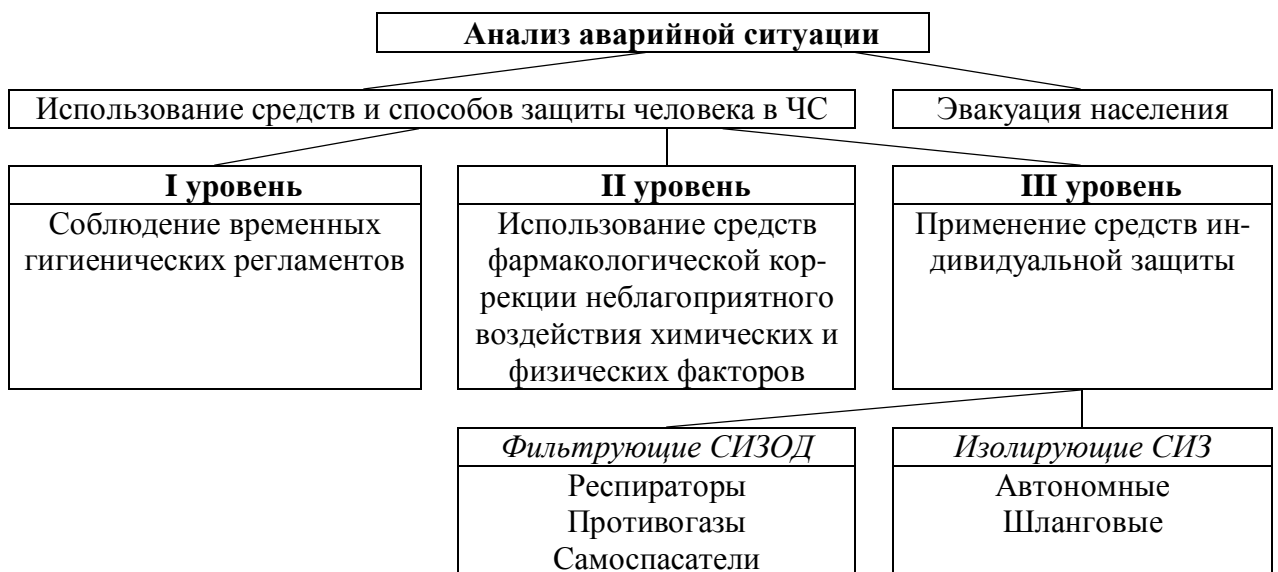 Анализ аварийной ситуации
Использование средств и способов защиты человека в ЧС
Эвакуация населения
I уровень
Соблюдение временных
гигиенических регламентов
II уровень
Использование средств
фармакологической кор-
рекции неблагоприятного
воздействия химических и
физических факторов
III уровень
Применение средств ин-
дивидуальной защиты
Фильтрующие СИЗОД
Респираторы
Противогазы
Самоспасатели
Изолирующие СИЗ
Автономные
Шланговые